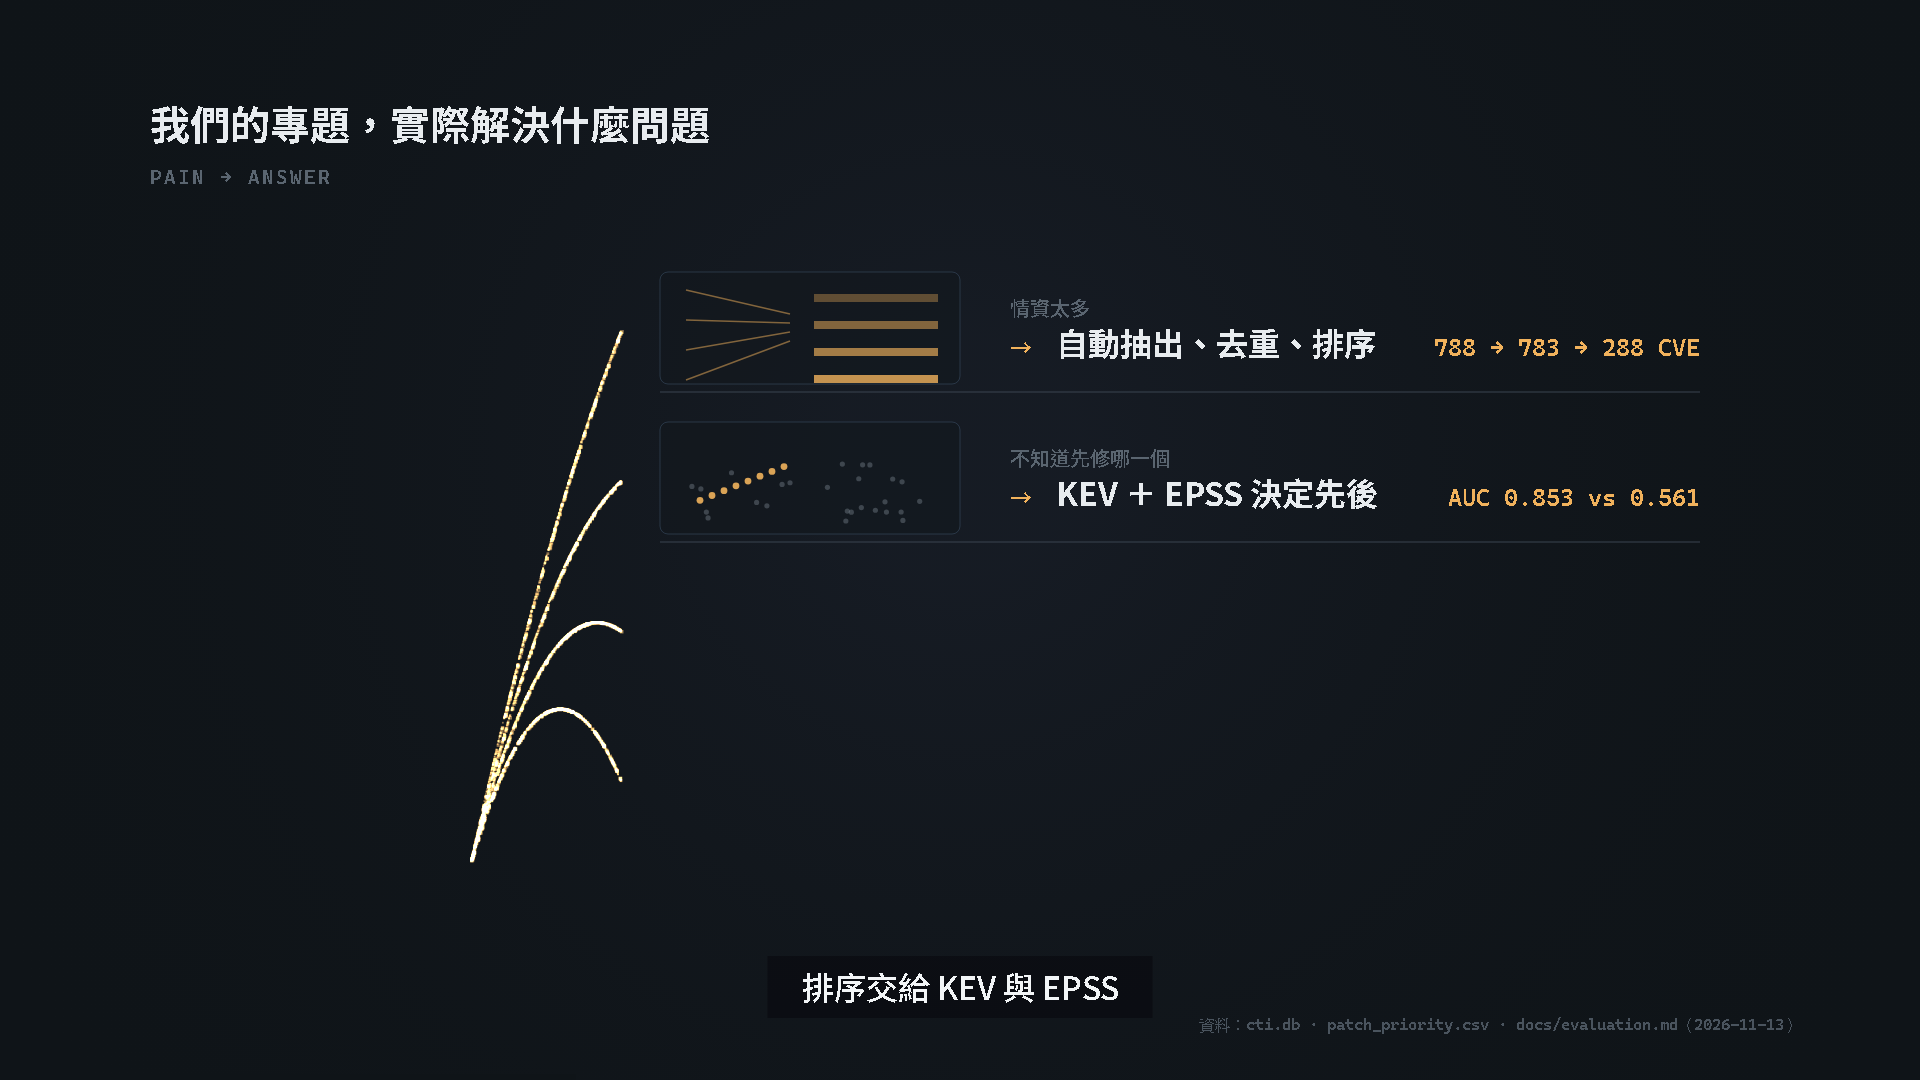 我們的專題，實際解決什麼問題
PAIN → ANSWER
情資太多
→ 自動抽出、去重、排序 788 → 783 → 288 CVE
不知道先修哪一個
→ KEV ＋ EPSS 決定先後 AUC 0.853 vs 0.561
排序交給 KEV 與 EPSS
資料：cti.db · patch_priority.csv · docs/evaluation.md（2026-11-13）